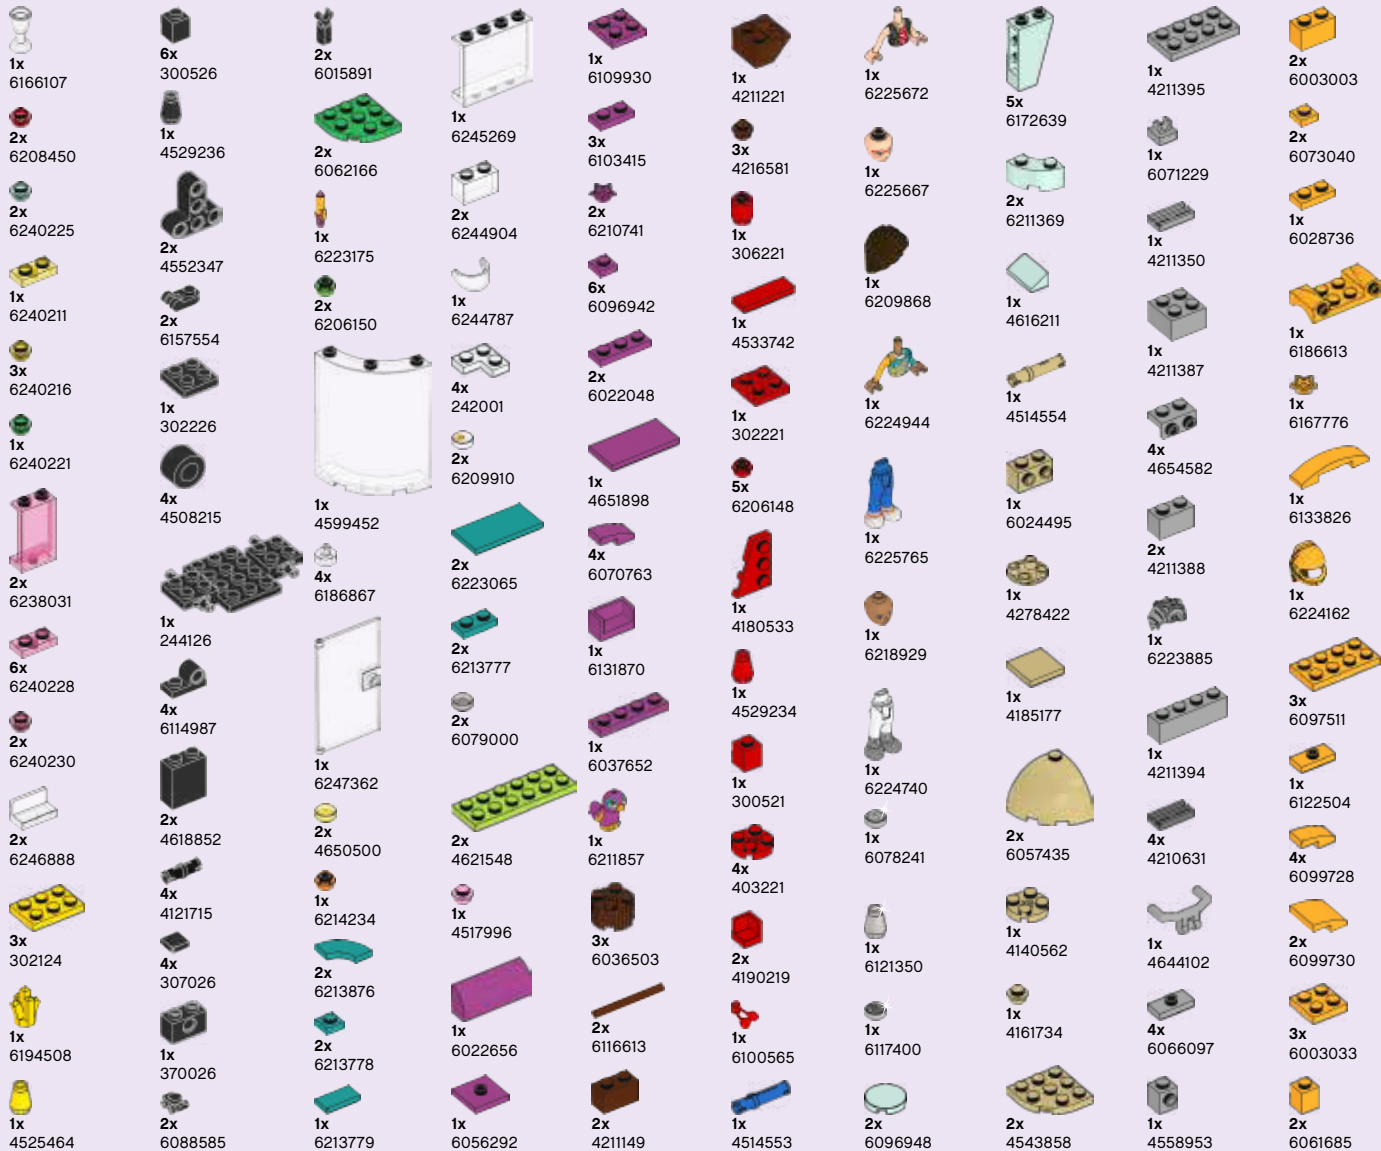 1x
6166107
2x
6208450
2x
6240225
1x
6240211
3x
6240216
1x
6240221
2x
6238031
6x
6240228
2x
6240230
2x
6246888
3x
302124
1x
6194508
1x
4525464
6x
300526
1x
4529236
2x
4552347
2x
6157554
1x
302226
4x
4508215
1x
244126
4x
6114987
2x
4618852
4x
4121715
4x
307026
1x
370026
2x
6088585
2x
6015891
2x
6062166
1x
6223175
2x
6206150
1x
4599452
4x
6186867
1x
6247362
2x
4650500
1x
6214234
2x
6213876
2x
6213778
1x
6213779
1x
6245269
2x
6244904
1x
6244787
4x
242001
2x
6209910
2x
6223065
2x
6213777
2x
6079000
2x
4621548
1x
4517996
1x
6022656
1x
6056292
1x
6109930
3x
6103415
2x
6210741
6x
6096942
2x
6022048
1x
4651898
4x
6070763
1x
6131870
1x
6037652
1x
6211857
3x
6036503
2x
6116613
2x
4211149
1x
4211221
3x
4216581
1x
306221
1x
4533742
1x
302221
5x
6206148
1x
4180533
1x
4529234
1x
300521
4x
403221
2x
4190219
1x
6100565
1x
4514553
1x
6225672
1x
6225667
1x
6209868
1x
6224944
1x
6225765
1x
6218929
1x
6224740
1x
6078241
1x
6121350
1x
6117400
2x
6096948
5x
6172639
2x
6211369
1x
4616211
1x
4514554
1x
6024495
1x
4278422
1x
4185177
2x
6057435
1x
4140562
1x
4161734
2x
4543858
1x
4211395
1x
6071229
1x
4211350
1x
4211387
4x
4654582
2x
4211388
1x
6223885
1x
4211394
4x
4210631
1x
4644102
4x
6066097
1x
4558953
2x
6003003
2x
6073040
1x
6028736
1x
6186613
1x
6167776
1x
6133826
1x
6224162
3x
6097511
1x
6122504
4x
6099728
2x
6099730
3x
6003033
2x
6061685